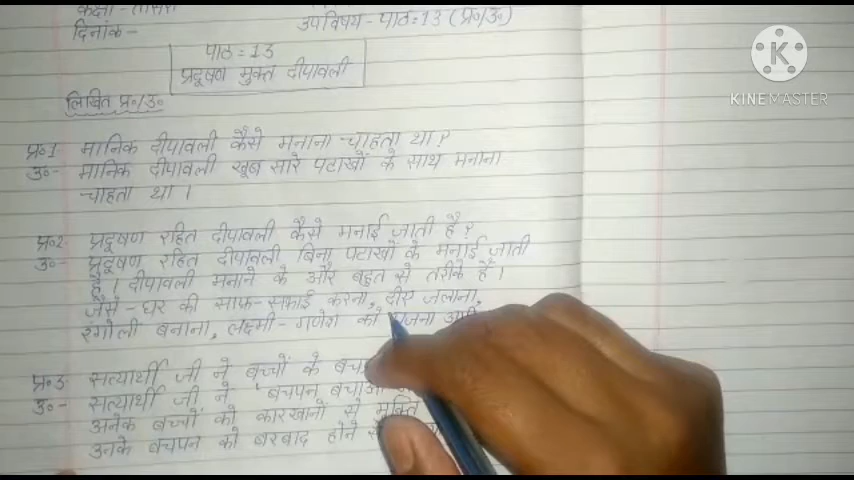 कक्षा - तीसरी
दिनांक-
उपविषय - पाठ = 13 (प्र०/उ०)
पाठ = 13
प्रदूषण मुक्त दीपावली
लिखित प्र०/उ०
प्र०1 मानिक दीपावली कैसे मनाना चाहता था?
उ०- मानिक दीपावली खूब सारे पटाखों के साथ मनाना
चाहता था।
प्र०2. प्रदूषण रहित दीपावली कैसे मनाई जाती है?
उ०- प्रदूषण रहित दीपावली बिना पटाखों के मनाई जाती
है। दीपावली मनाने के और बहुत से तरीके हैं।
जैसे - घर की साफ़-सफ़ाई करना, दीए जलाना,
रंगोली बनाना, लक्ष्मी - गणेश की
प्र०3. सत्यार्थी जी ने बच्चों के
उ०- सत्यार्थी जी ने 'बचपन बचाओ
अनेक बच्चों को कारखानों से मुक्ति
उनके बचपन को बरबाद होने से
KINEMASTER